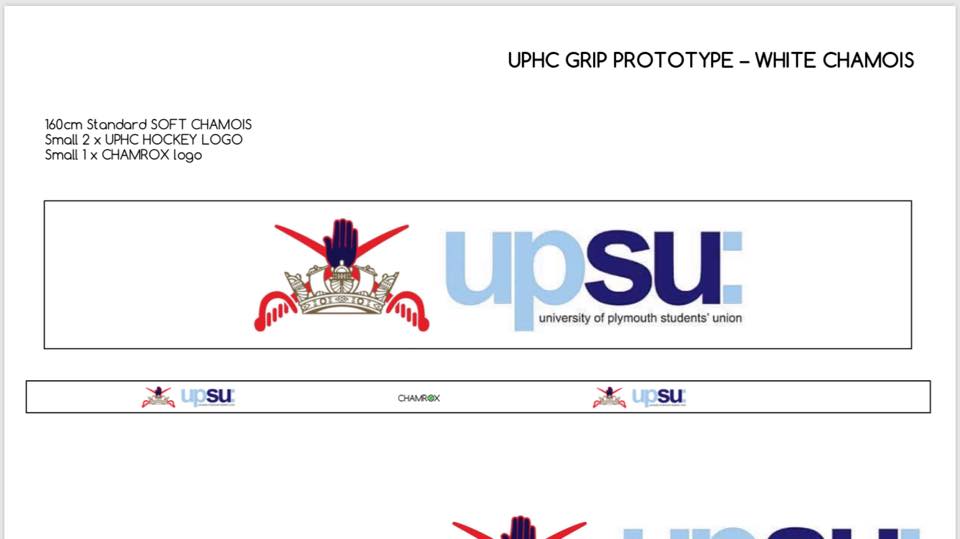 UPHC GRIP PROTOTYPE – WHITE CHAMOIS
160cm Standard SOFT CHAMOIS
Small 2 x UPHC HOCKEY LOGO
Small 1 x CHAMROX logo
upsu:
university of plymouth students' union
upsu:
CHAMROX
upsu:
upsu: